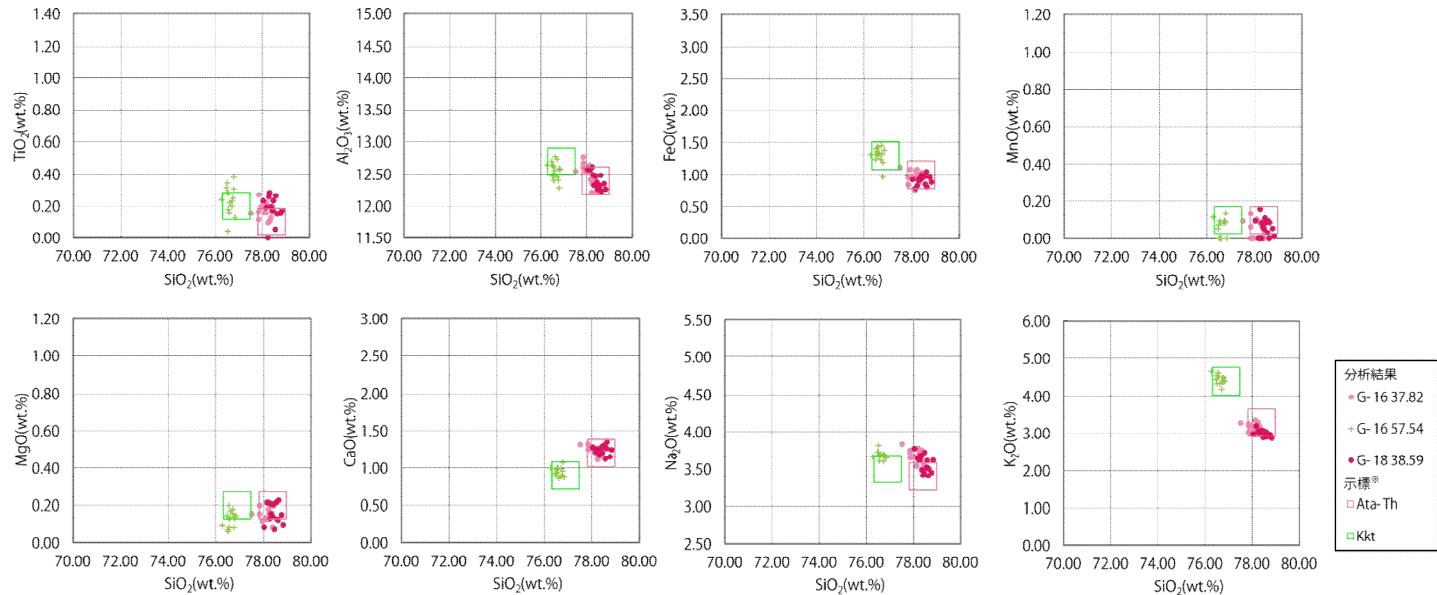 1.40
1.20
1.00
0.80
0.60
0.40
0.20
0.00
TiO₂(wt.%)
70.00 72.00 74.00 76.00 78.00 80.00
SiO₂(wt.%)
15.00
14.50
14.00
13.50
13.00
12.50
12.00
11.50
Al₂O₃(wt.%)
70.00 72.00 74.00 76.00 78.00 80.00
SiO₂(wt.%)
3.50
3.00
2.50
2.00
1.50
1.00
0.50
0.00
FeO(wt.%)
70.00 72.00 74.00 76.00 78.00 80.00
SiO₂(wt.%)
1.20
1.00
0.80
0.60
0.40
0.20
0.00
MnO(wt.%)
70.00 72.00 74.00 76.00 78.00 80.00
SiO₂(wt.%)
1.20
1.00
0.80
0.60
0.40
0.20
0.00
MgO(wt.%)
70.00 72.00 74.00 76.00 78.00 80.00
SiO₂(wt.%)
3.00
2.50
2.00
1.50
1.00
0.50
0.00
CaO(wt.%)
70.00 72.00 74.00 76.00 78.00 80.00
SiO₂(wt.%)
5.50
5.00
4.50
4.00
3.50
3.00
2.50
Na₂O(wt.%)
70.00 72.00 74.00 76.00 78.00 80.00
SiO₂(wt.%)
6.00
5.00
4.00
3.00
2.00
1.00
0.00
K₂O(wt.%)
70.00 72.00 74.00 76.00 78.00 80.00
SiO₂(wt.%)
分析結果
G-16 37.82
G-16 57.54
G-18 38.59
示標※
Ata-Th
Kkt